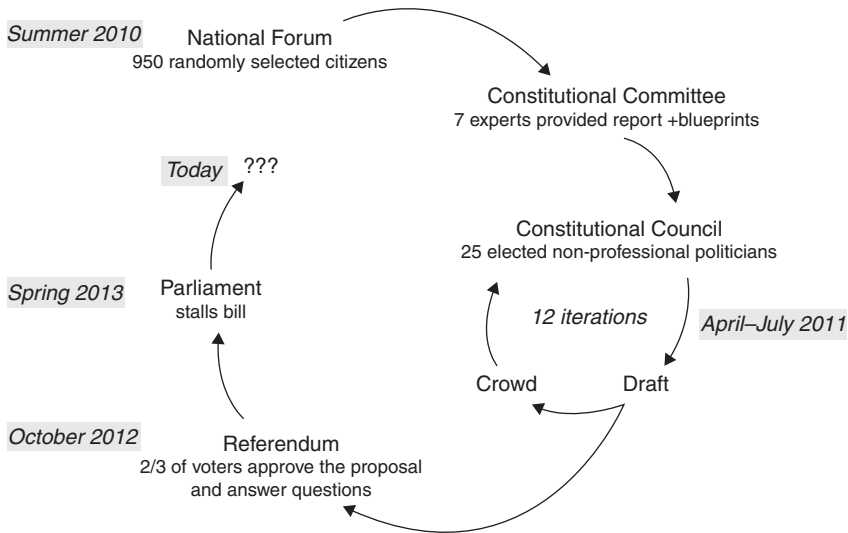 Summer 2010
National Forum
950 randomly selected citizens
Constitutional Committee
7 experts provided report +blueprints
Today
???
Constitutional Council
25 elected non-professional politicians
Spring 2013
Parliament
stalls bill
12 iterations
April–July 2011
Crowd
Draft
October 2012
Referendum
2/3 of voters approve the proposal
and answer questions